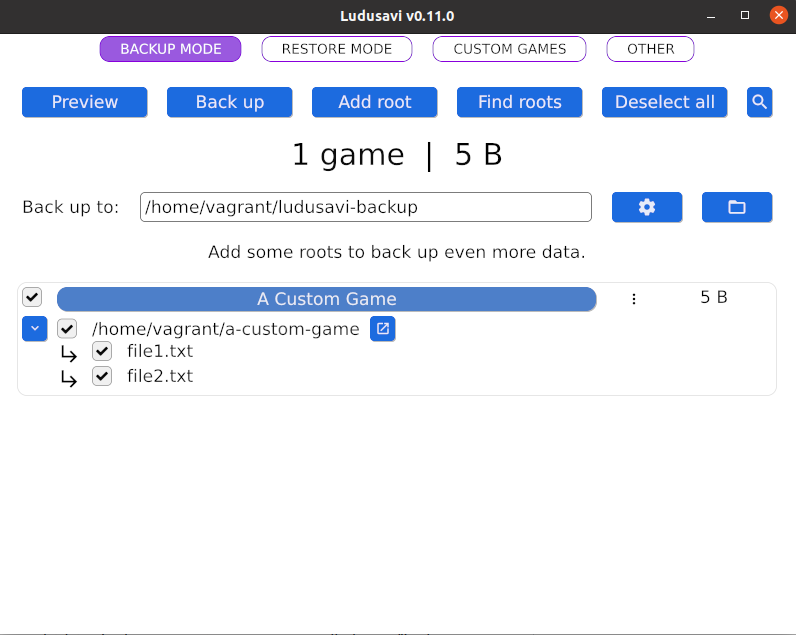 Ludusavi v0.11.0
BACKUP MODE RESTORE MODE CUSTOM GAMES OTHER
Preview Back up Add root Find roots Deselect all
1 game | 5 B
Back up to: /home/vagrant/ludusavi-backup
Add some roots to back up even more data.
A Custom Game 5 B
/home/vagrant/a-custom-game
file1.txt
file2.txt